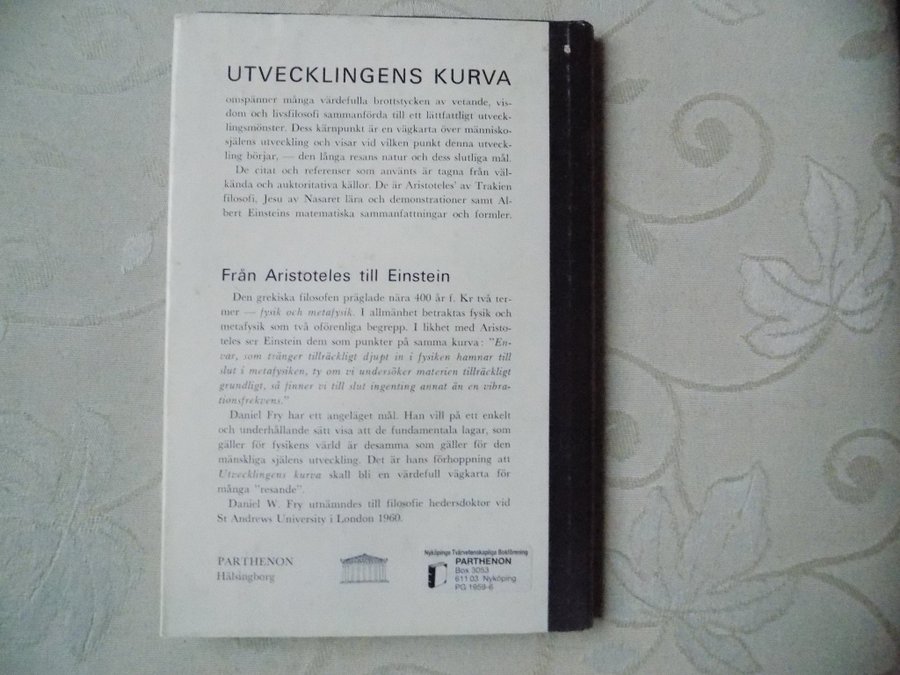 UTVECKLINGENS KURVA
omspänner många värdefulla brottstycken av vetande, vis-
dom och livsfilosofi sammanförda till ett lättfattligt utveck-
lingsmönster. Dess kärnpunkt är en vägkarta över människo-
själens utveckling och visar vid vilken punkt denna utveck-
ling börjar, — den långa resans natur och dess slutliga mål.
De citat och referenser som använts är tagna från väl-
kända och auktoritativa källor. De är Aristoteles' av Trakien
filosofi, Jesu av Nasaret lära och demonstrationer samt Al-
bert Einsteins matematiska sammanfattningar och formler.
Från Aristoteles till Einstein
Den grekiska filosofen präglade nära 400 år f. Kr två ter-
mer — fysik och metafysik. I allmänhet betraktas fysik och
metafysik som två oförenliga begrepp. I likhet med Aristo-
teles ser Einstein dem som punkter på samma kurva: "En-
var, som tränger tillräckligt djupt in i fysiken hamnar till
slut i metafysiken, ty om vi undersöker materien tillräckligt
grundligt, så finner vi till slut ingenting annat än en vibra-
tionsfrekvens."
Daniel Fry har ett angeläget mål. Han vill på ett enkelt
och underhållande sätt visa att de fundamentala lagar, som
gäller för fysikens värld är desamma som gäller för den
mänskliga själens utveckling. Det är hans förhoppning att
Utvecklingens kurva skall bli en värdefull vägkarta för
många "resande".
Daniel W. Fry utnämndes till filosofie hedersdoktor vid
St Andrews University i London 1960.
PARTHENON
Hälsingborg
Nyköpings Tvärvetenskapliga Bokförening
PARTHENON
Box 3053
611 03 Nyköping
PG 1959-6